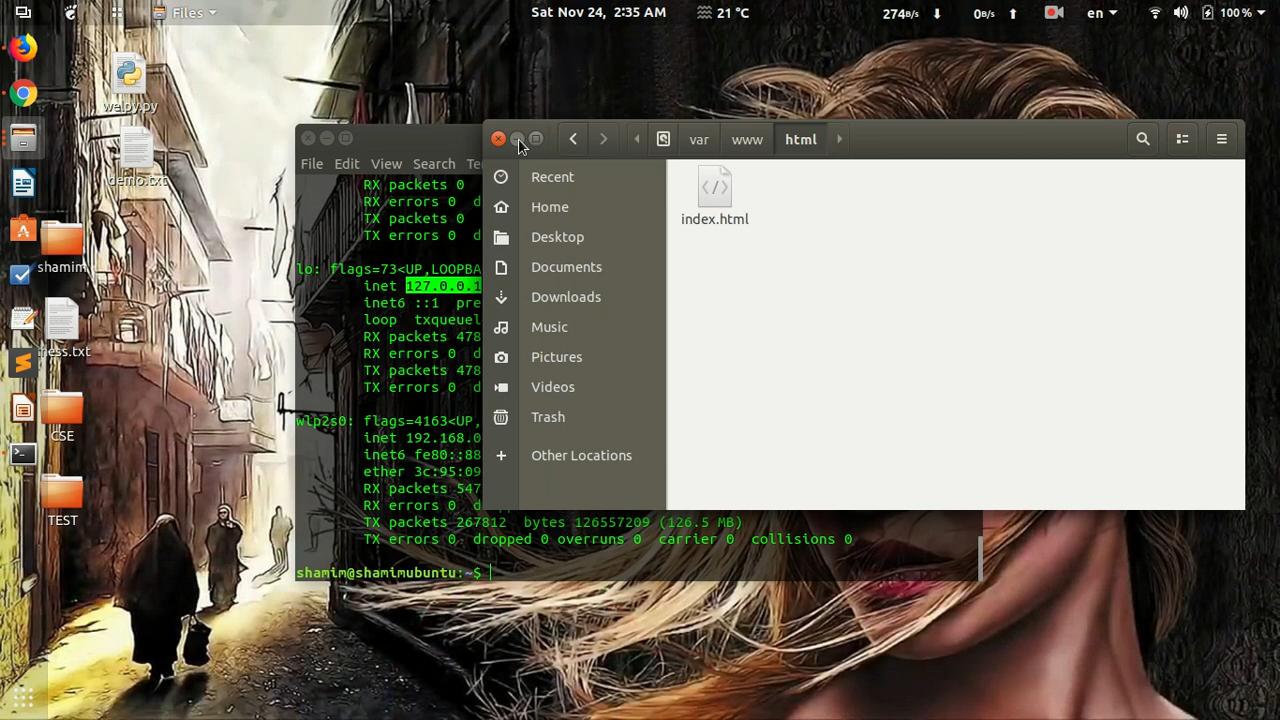 Files
Sat Nov 24, 2:35 AM
21 °C
274B/s
0B/s
en
100 %
we.py.py
demo.txt
shamim
ness.txt
CSE
TEST
File Edit View Search Te
RX packets 0
RX errors 0 d
TX packets 0
TX errors 0 d
lo: flags=73<UP,LOOPBA
inet 127.0.0.1
inet6 ::1 pre
loop txqueuel
RX packets 478
RX errors 0 d
TX packets 478
TX errors 0 d
wlp2s0: flags=4163<UP,
inet 192.168.0
inet6 fe80::88
ether 3c:95:09
RX packets 547
RX errors 0 d
TX packets 267812 bytes 126557209 (126.5 MB)
TX errors 0 dropped 0 overruns 0 carrier 0 collisions 0
shamim@shamimubuntu:~$
var www html
Recent
Home
Desktop
Documents
Downloads
Music
Pictures
Videos
Trash
Other Locations
index.html